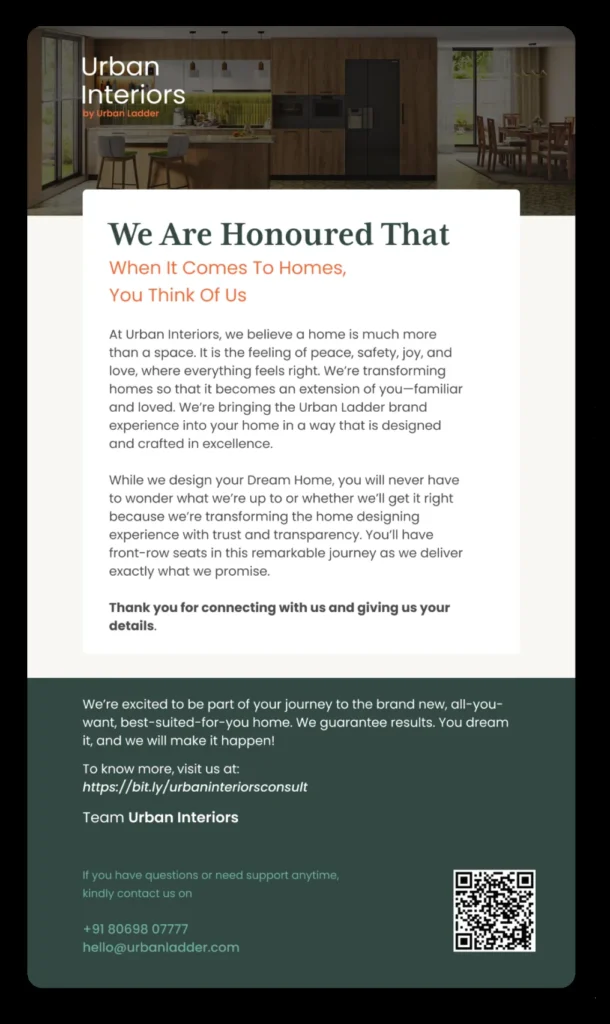 Urban
Interiors
by Urban Ladder
We Are Honoured That
When It Comes To Homes,
You Think Of Us
At Urban Interiors, we believe a home is much more
than a space. It is the feeling of peace, safety, joy, and
love, where everything feels right. We're transforming
homes so that it becomes an extension of you—familiar
and loved. We're bringing the Urban Ladder brand
experience into your home in a way that is designed
and crafted in excellence.
While we design your Dream Home, you will never have
to wonder what we're up to or whether we'll get it right
because we're transforming the home designing
experience with trust and transparency. You'll have
front-row seats in this remarkable journey as we deliver
exactly what we promise.
Thank you for connecting with us and giving us your
details.
We're excited to be part of your journey to the brand new, all-you-
want, best-suited-for-you home. We guarantee results. You dream
it, and we will make it happen!
To know more, visit us at:
https://bit.ly/urbaninteriorsconsult
Team Urban Interiors
If you have questions or need support anytime,
kindly contact us on
+91 80698 07777
hello@urbanladder.com